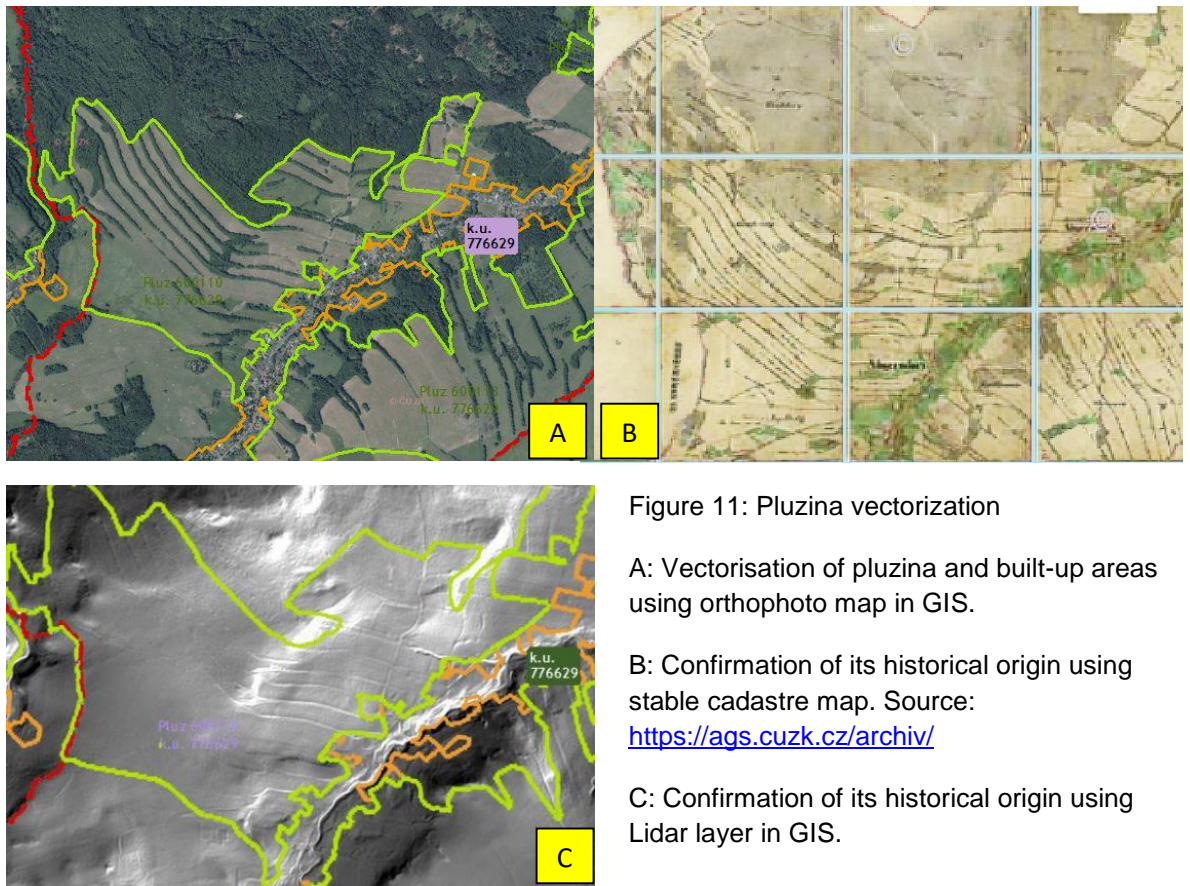 k.u.
776629
Pluz 600110
k.u. 776629
k.u. 776629
A
B
Figure 11: Pluzina vectorization
A: Vectorisation of pluzina and built-up areas
using orthophoto map in GIS.
B: Confirmation of its historical origin using
stable cadastre map. Source:
https://ags.cuzk.cz/archiv/
C: Confirmation of its historical origin using
Lidar layer in GIS.
k.u.
776629
k.u. 776629
C